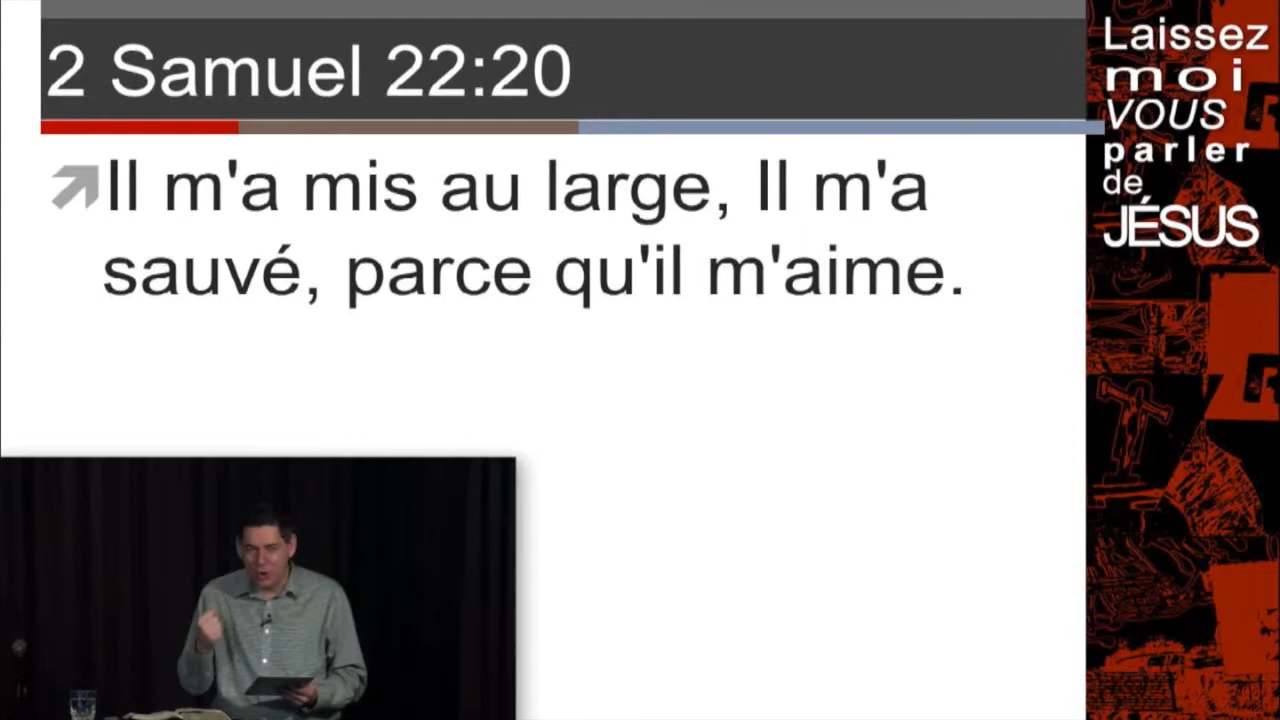 2 Samuel 22:20
Il m'a mis au large, Il m'a
sauvé, parce qu'il m'aime.
Laissez
moi
VOUS
parler
de
JÉSUS